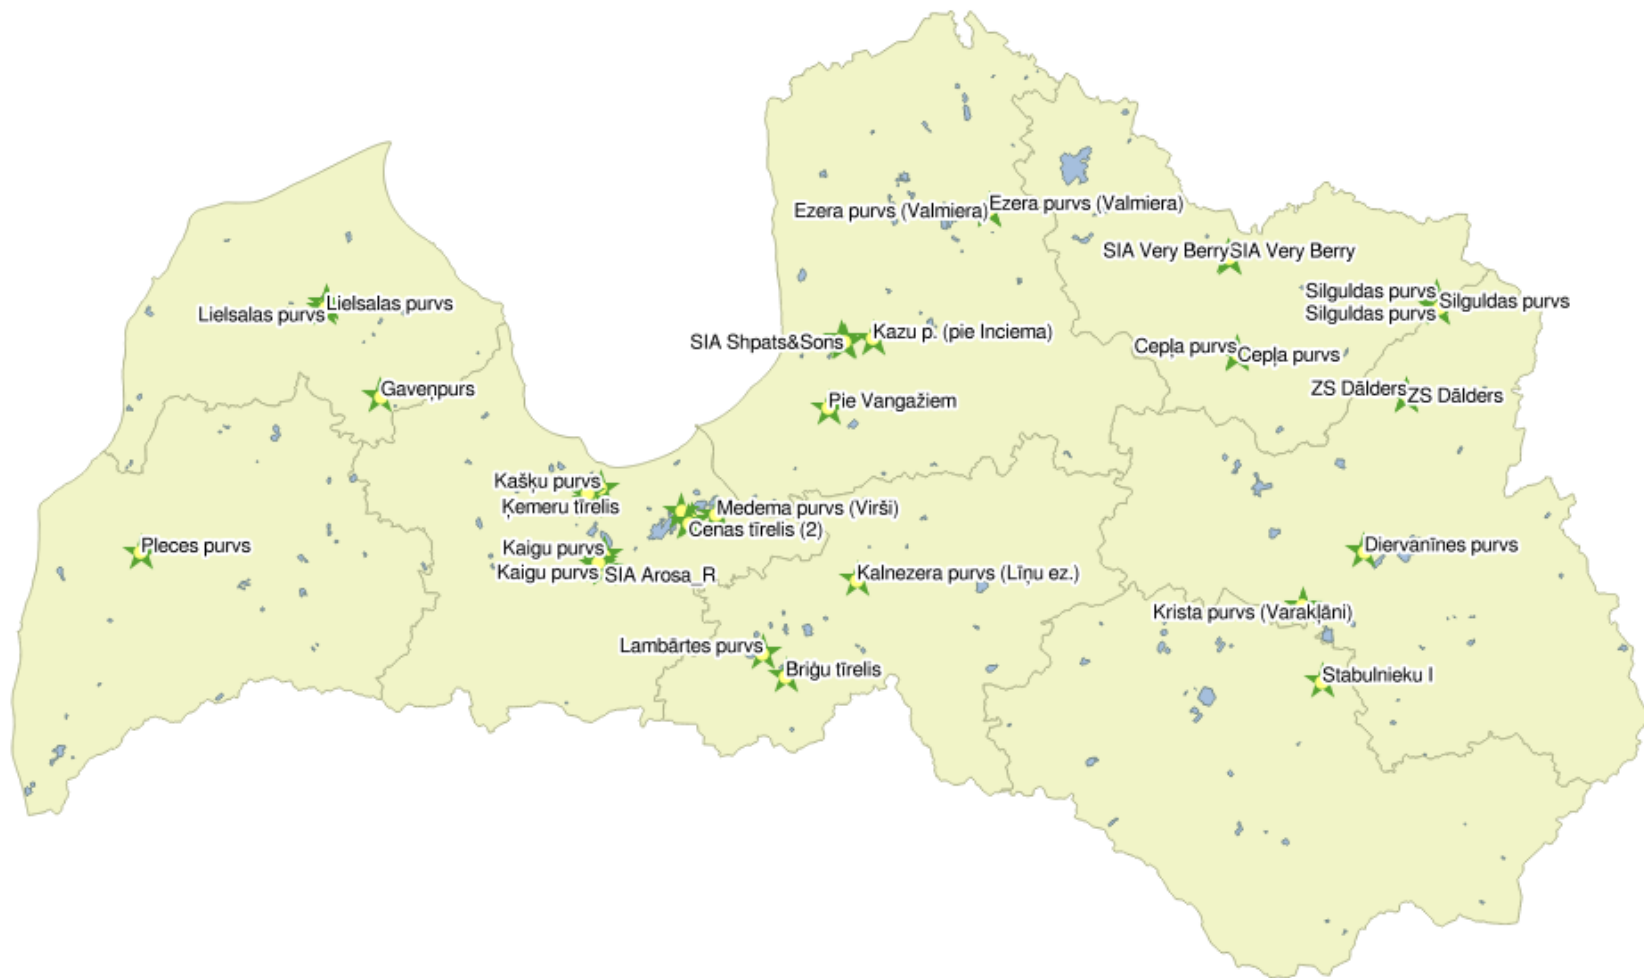 Ezera purvs (Valmiera)
Ezera purvs (Valmiera)
SIA Very Berry
SIA Very Berry
Silguldas purvs
Silguldas purvs
Silguldas purvs
Lielsalas purvs
Lielsalas purvs
SIA Shpats&Sons
Kazu p. (pie Inciema)
Cepļa purvs
Cepļa purvs
Gaveņpurs
ZS Dālders
ZS Dālders
Pie Vangažiem
Kašķu purvs
Ķemeru tīrelis
Medema purvs (Virši)
Cenas tīrelis (2)
Pleces purvs
Kaigu purvs
Kaigu purvs
SIA Arosa_R
Diervanīnes purvs
Kalnezera purvs (Līņu ez.)
Krista purvs (Varakļāni)
Lambārtes purvs
Briģu tīrelis
Stabulnieku I